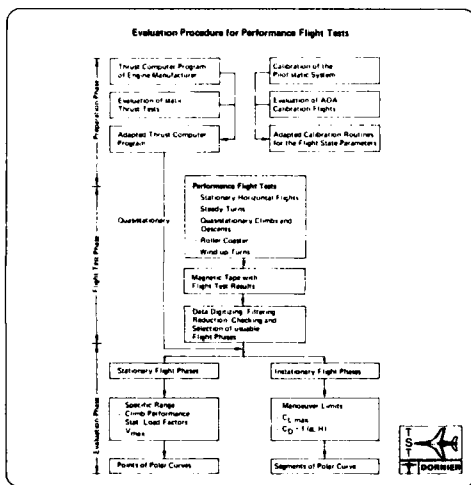 Evaluation Procedure for Performance Flight Tests
Preparation Phase
Thrust Computer Program
of Engine Manufacturer
Evaluation of static
Thrust Tests
Adapted Thrust Computer
Program
Calibration of the
Pitot static System
Evaluation of AOA
Calibration Flights
Adapted Calibration Routines
for the Flight State Parameters
Flight Test Phase
Quasistationary
Performance Flight Tests
Stationary Horizontal Flights
Steady Turns
Quasistationary Climbs and
Descents
Roller Coaster
Wind up Turns
Magnetic Tape with
Flight Test Results
Data Digitizing Filtering
Reduction Checking and
Selection of usable
Flight Phases
Evaluation Phase
Stationary Flight Phases
Specific Range
Climb Performance
Stat. Load Factors
Vmax
Points of Polar Curves
Instationary Flight Phases
Manoeuver Limits
CL max
Segments of Polar Curve
TST
DORNIER